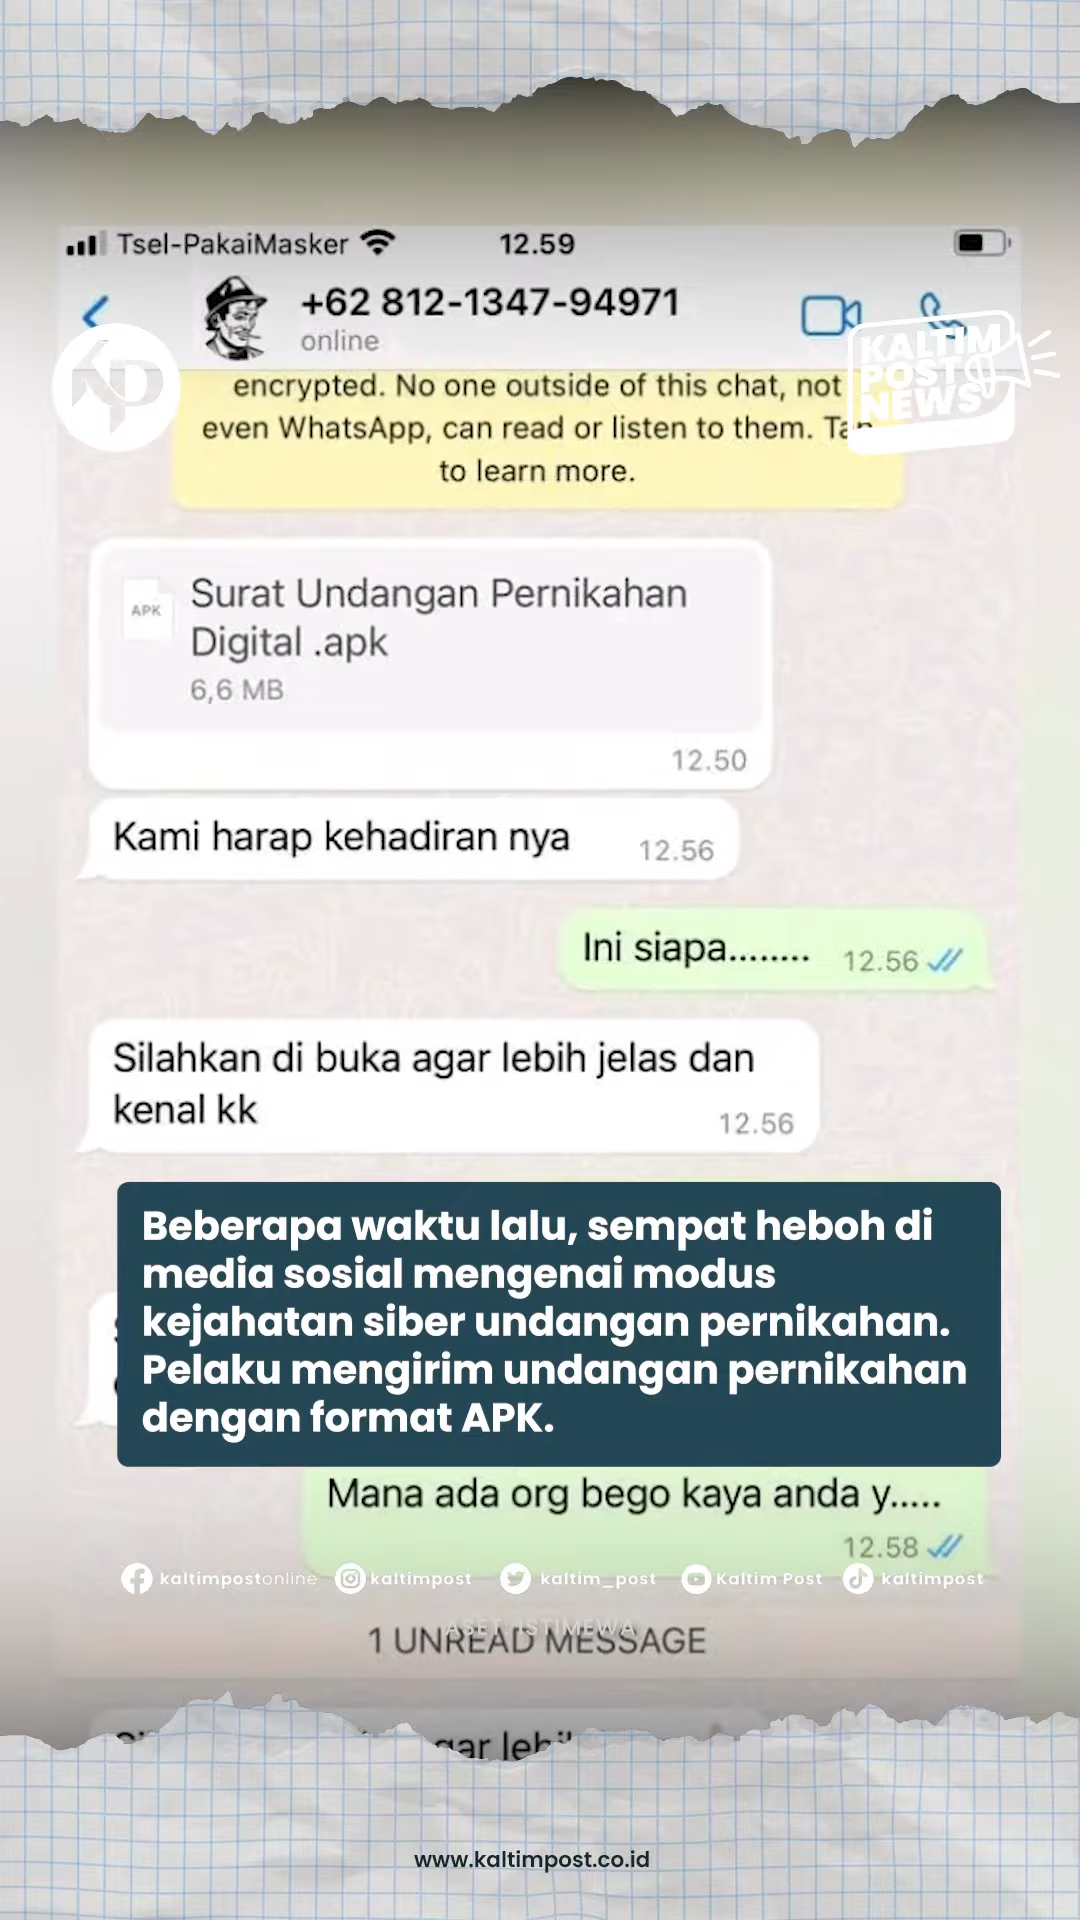 Tsel-PakaiMasker
12.59
+62 812-1347-94971
online
KALTIM
POST
NEWS
encrypted. No one outside of this chat, not
even WhatsApp, can read or listen to them. Tap
to learn more.
APK
Surat Undangan Pernikahan
Digital .apk
6,6 MB
12.50
Kami harap kehadiran nya
12.56
Ini siapa........
12.56
Silahkan di buka agar lebih jelas dan
kenal kk
12.56
Beberapa waktu lalu, sempat heboh di
media sosial mengenai modus
kejahatan siber undangan pernikahan.
Pelaku mengirim undangan pernikahan
dengan format APK.
Mana ada org bego kaya anda y.....
12.58
kaltimpostonline kaltimpost kaltim_post Kaltim Post kaltimpost
ASET: ISTIMEWA
1 UNREAD MESSAGE
www.kaltimpost.co.id